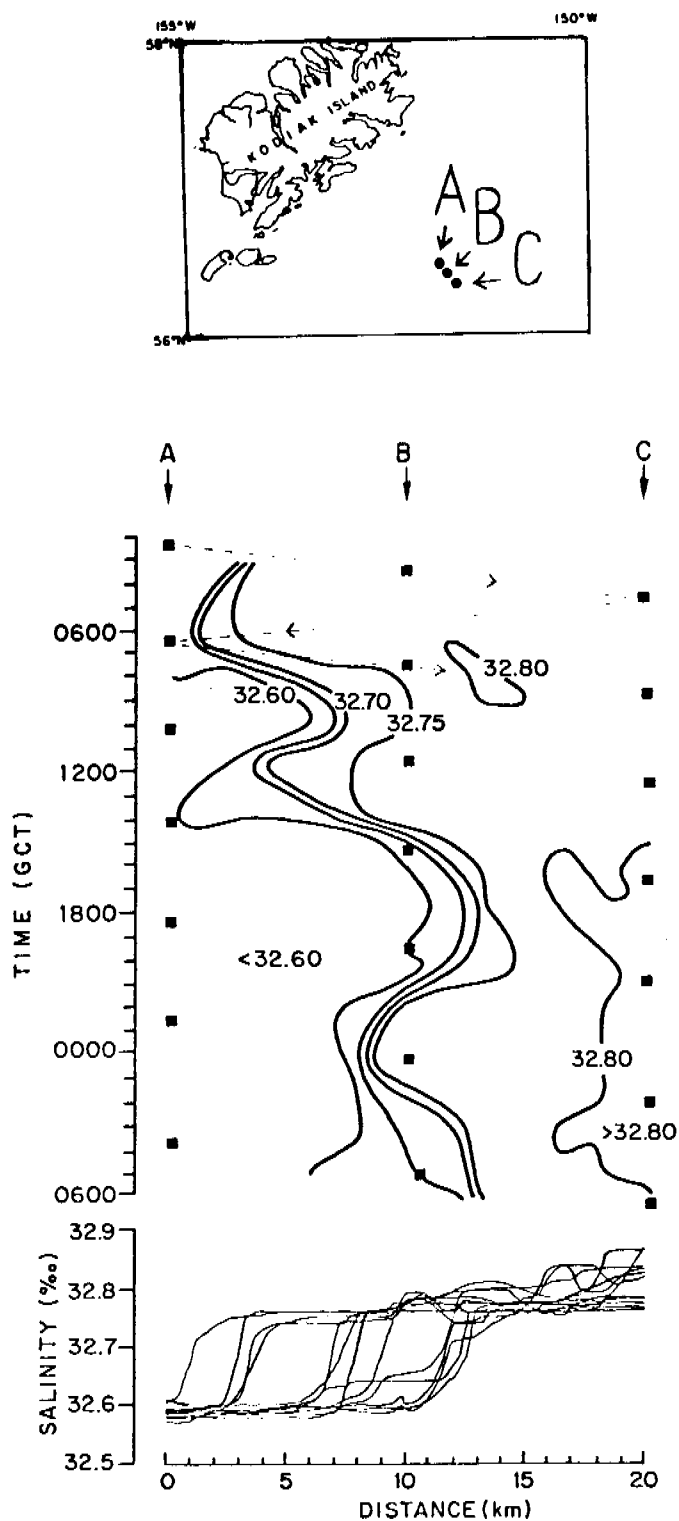 155°W 150°W
58°N
KODIAK ISLAND
A
B
C
56°N
A B C
0600
32.80
32.60 32.70
32.75
1200
TIME (GCT)
1800
<32.60
0000
32.80
>32.80
0600
32.9
32.8
32.7
32.6
32.5
SALINITY (‰)
0 5 10 15 20
DISTANCE (km)